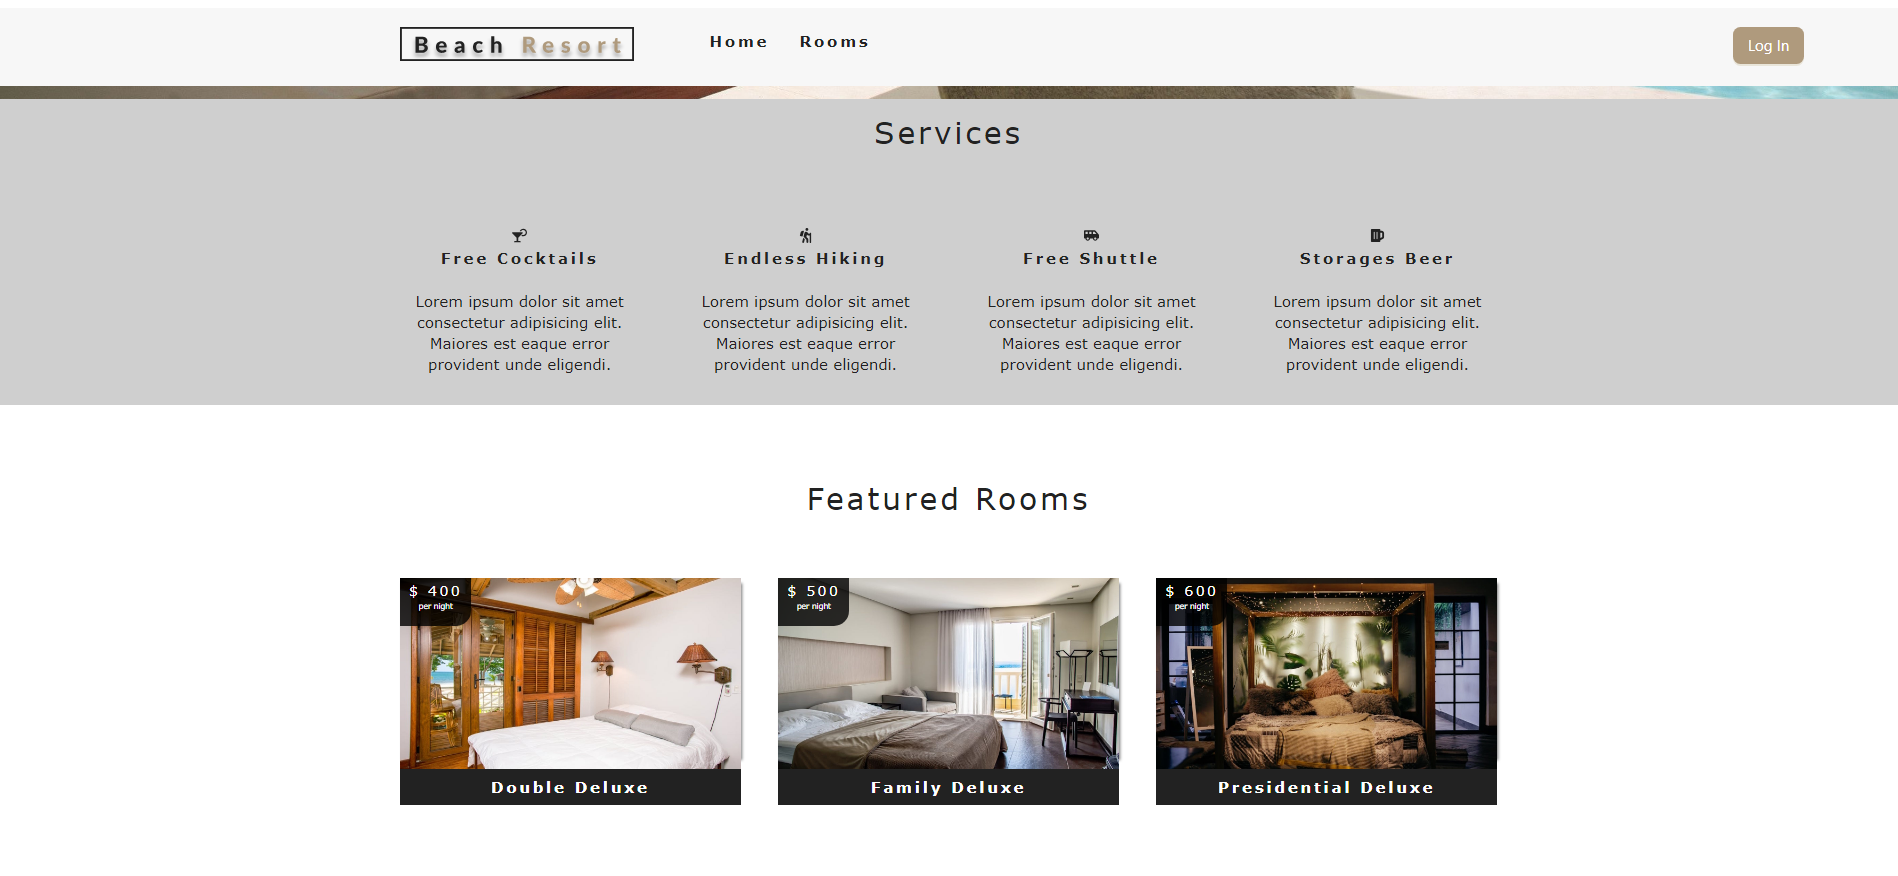 Beach Resort
Home
Rooms
Log In
Services
Free Cocktails
Lorem ipsum dolor sit amet
consectetur adipisicing elit.
Maiores est eaque error
provident unde eligendi.
Endless Hiking
Lorem ipsum dolor sit amet
consectetur adipisicing elit.
Maiores est eaque error
provident unde eligendi.
Free Shuttle
Lorem ipsum dolor sit amet
consectetur adipisicing elit.
Maiores est eaque error
provident unde eligendi.
Storages Beer
Lorem ipsum dolor sit amet
consectetur adipisicing elit.
Maiores est eaque error
provident unde eligendi.
Featured Rooms
$ 400
per night
Double Deluxe
$ 500
per night
Family Deluxe
$ 600
per night
Presidential Deluxe